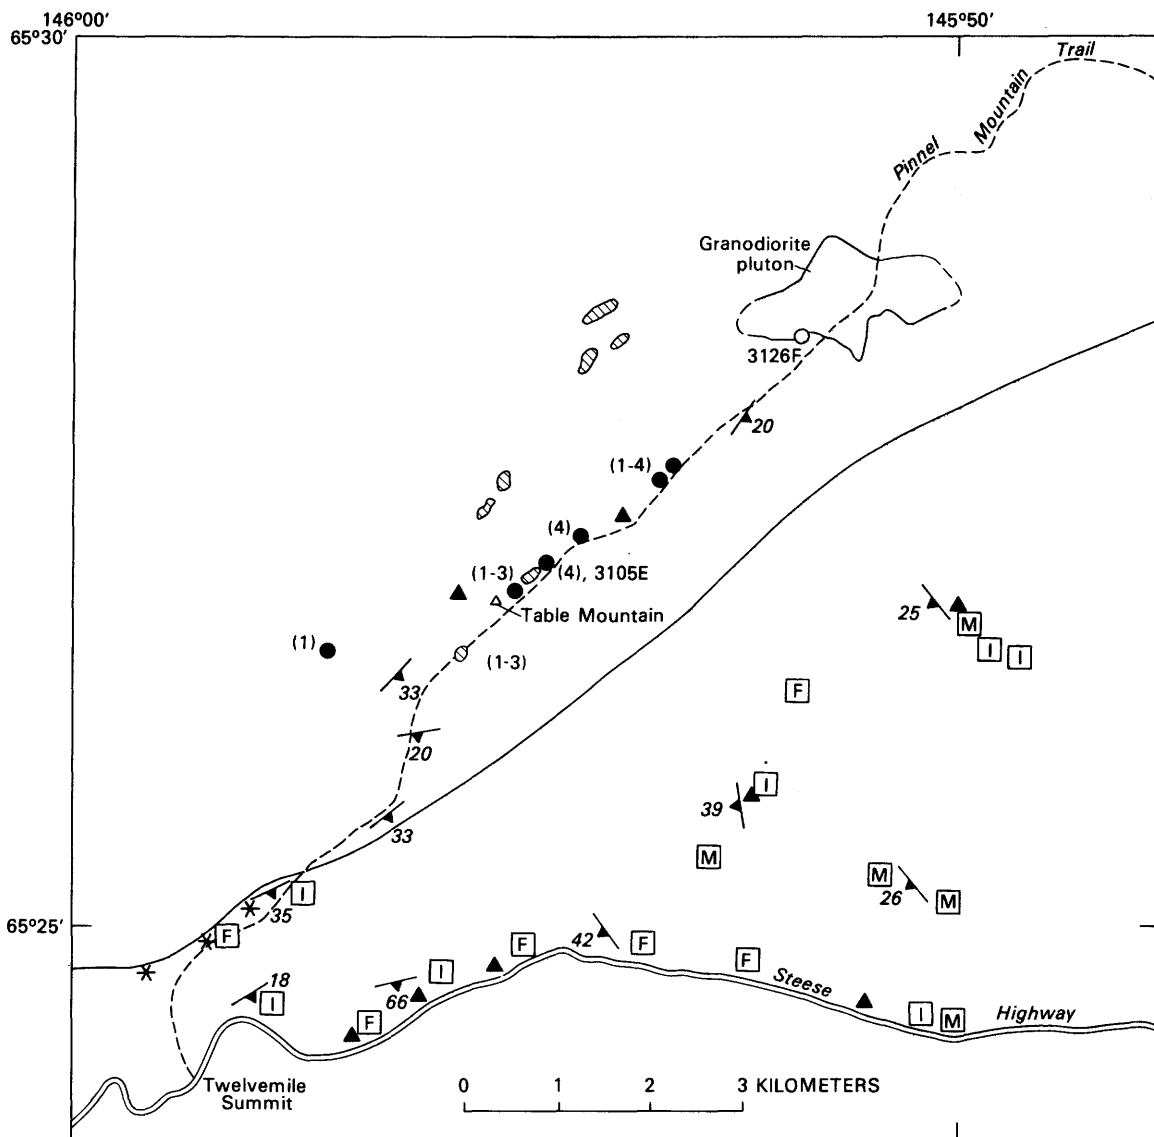 146°00'
145°50'
65°30'
Trail
Mountain
Pinnel
Granodiorite
pluton
3126F
20
(1-4)
(4)
(1-3)
(4), 3105E
Table Mountain
25
M
I
I
(1)
(1-3)
33
F
20
I
39
33
M
M
26
M
I
35
65°25'
F
42
F
F
F
I
18
I
66
Steese
F
I
M
Highway
Twelvemile
Summit
0 1 2 3 KILOMETERS